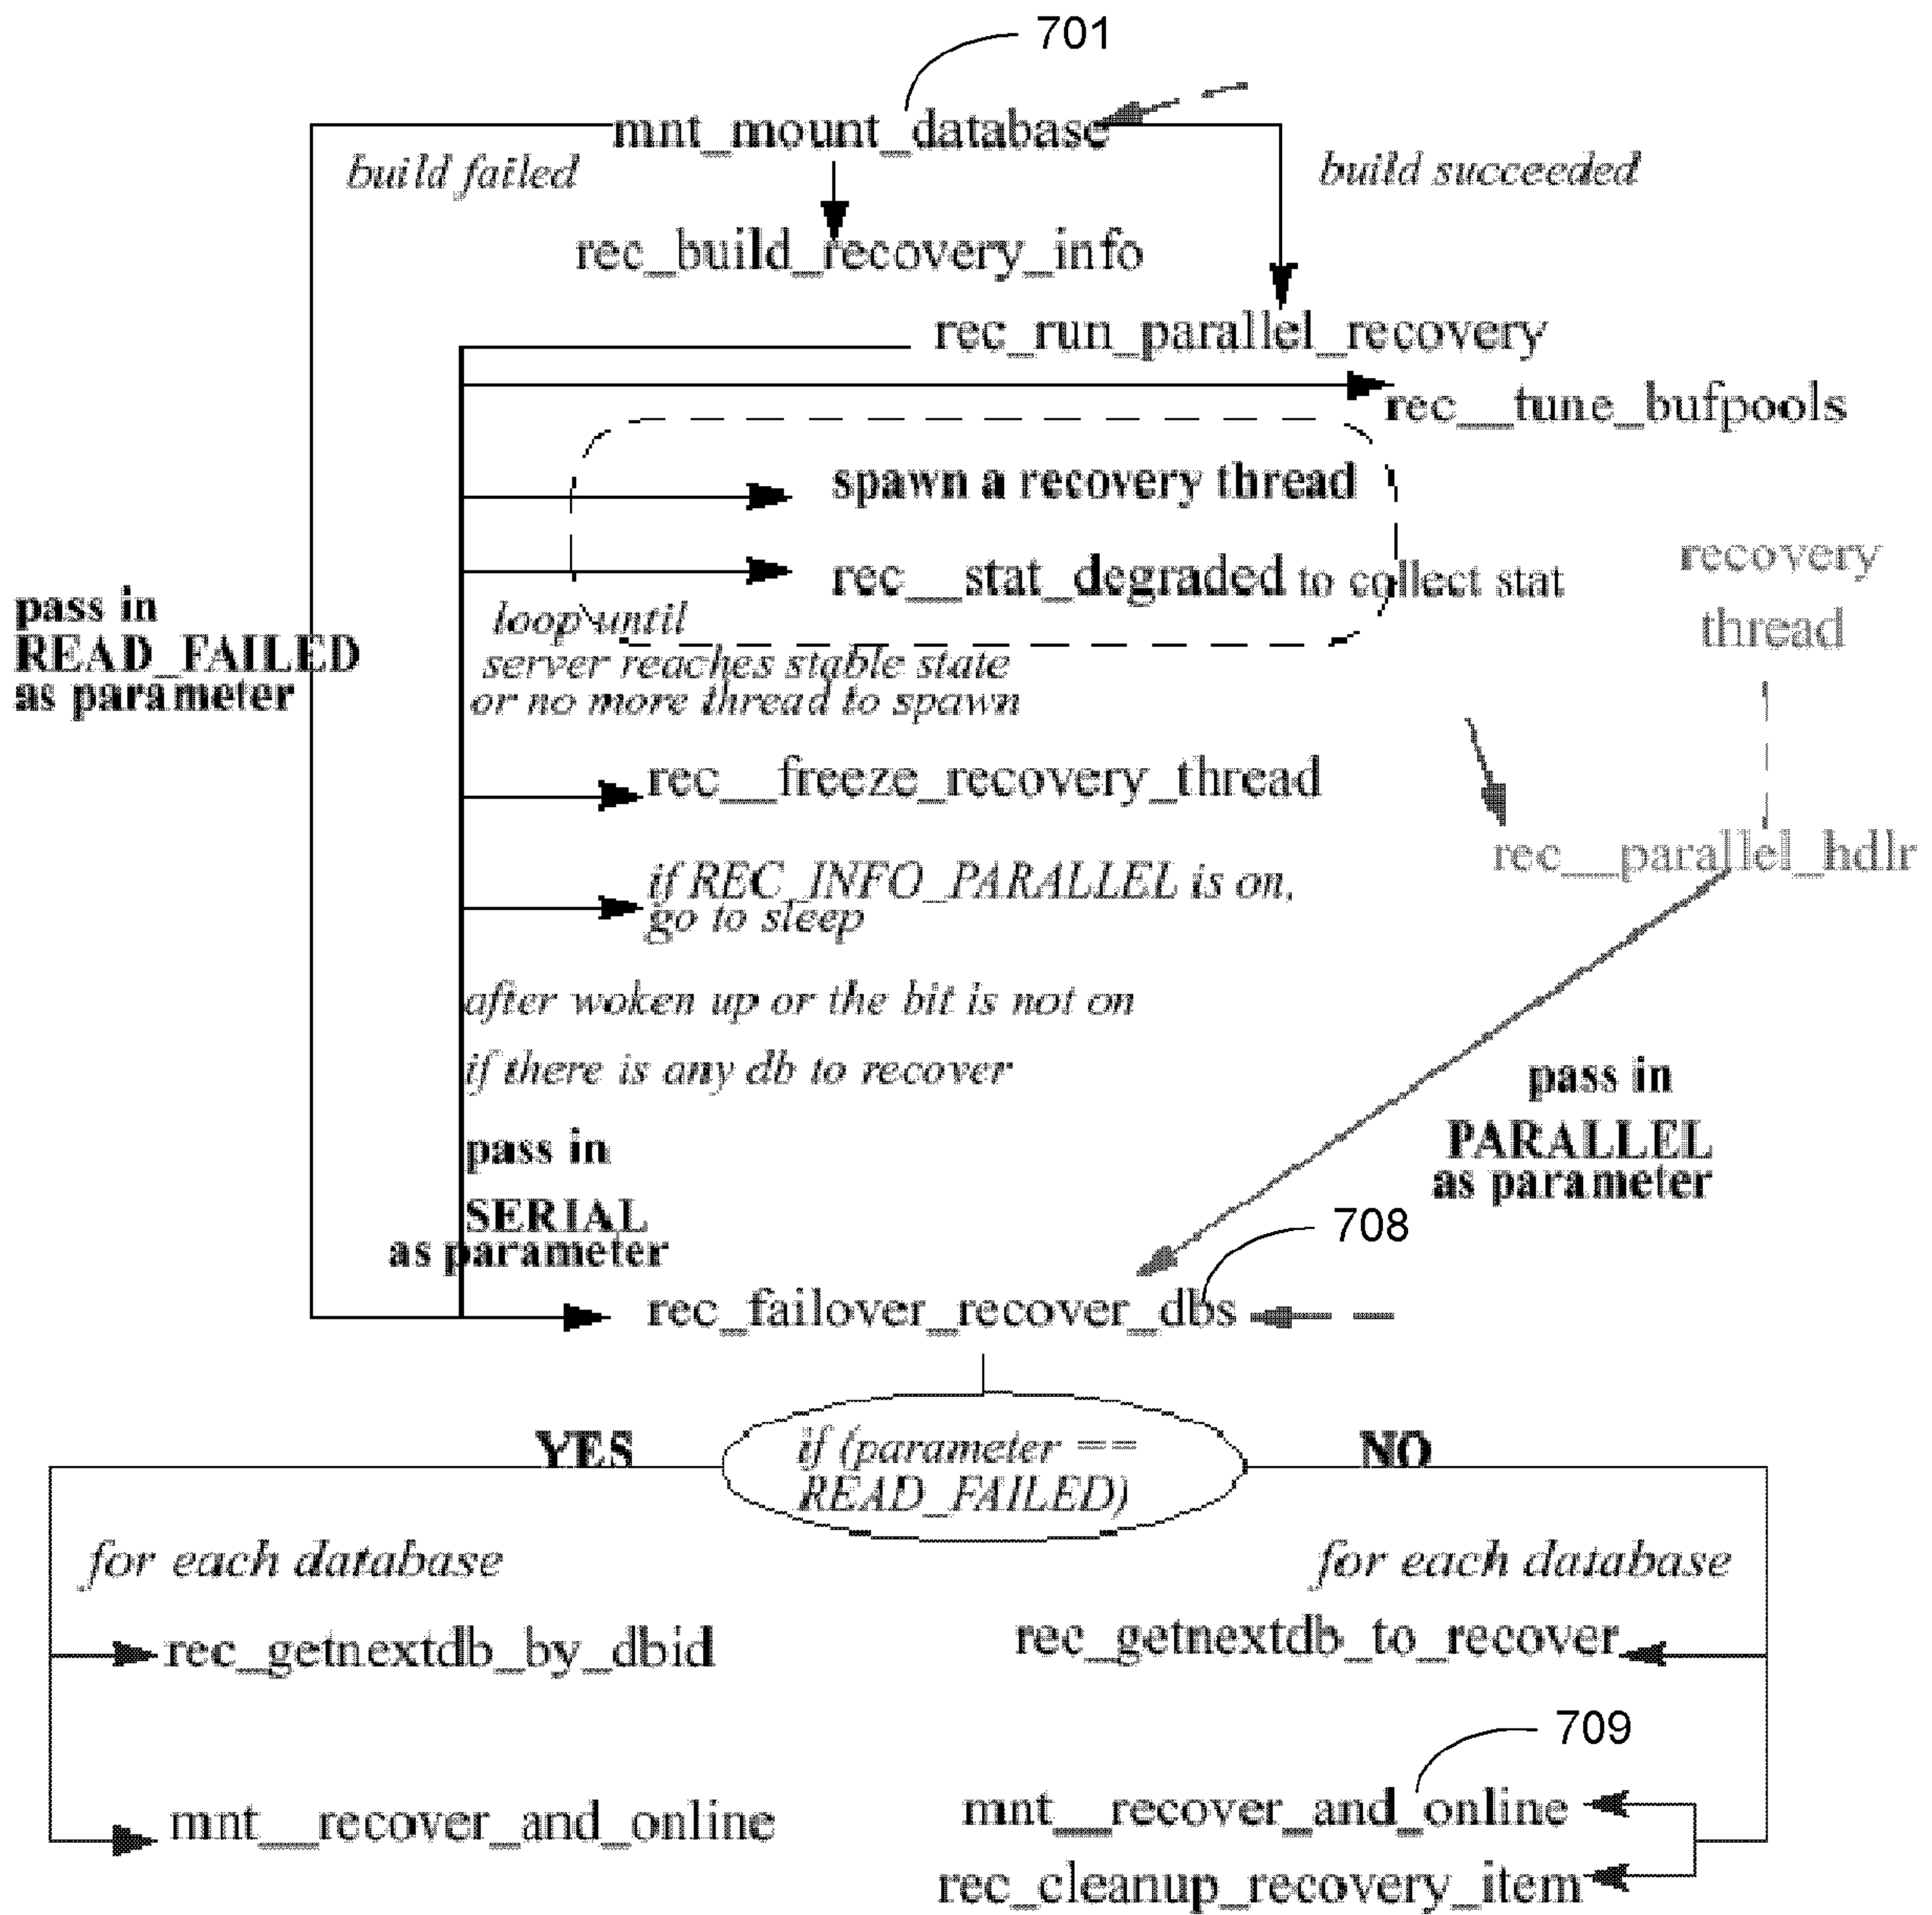 701
mnt_mount_database
build failed
build succeeded
rec_build_recovery_info
rec_run_parallel_recovery
rec__tune_bufpools
spawn a recovery thread
rec__stat_degraded to collect stat
recovery
thread
pass in
READ_FAILED
as parameter
loop until
server reaches stable state
or no more thread to spawn
rec__freeze_recovery_thread
rec__parallel_hdlr
if REC_INFO_PARALLEL is on,
go to sleep
after woken up or the bit is not on
if there is any db to recover
pass in
PARALLEL
as parameter
pass in
SERIAL
as parameter
708
rec_failover_recover_dbs
YES
if (parameter ==
READ_FAILED)
NO
for each database
for each database
rec_getnextdb_by_dbid
rec_getnextdb_to_recover
709
mnt__recover_and_online
mnt__recover_and_online
rec_cleanup_recovery_item